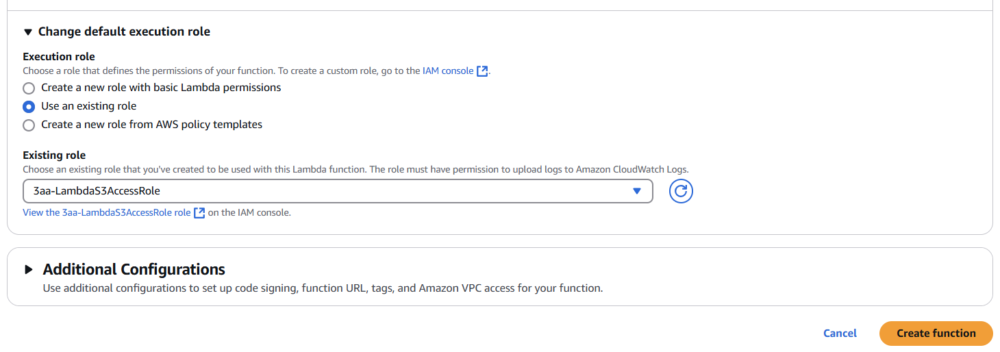 Change default execution role
Execution role
Choose a role that defines the permissions of your function. To create a custom role, go to the IAM console.
Create a new role with basic Lambda permissions
Use an existing role
Create a new role from AWS policy templates
Existing role
Choose an existing role that you've created to be used with this Lambda function. The role must have permission to upload logs to Amazon CloudWatch Logs.
3aa-LambdaS3AccessRole
View the 3aa-LambdaS3AccessRole role on the IAM console.
Additional Configurations
Use additional configurations to set up code signing, function URL, tags, and Amazon VPC access for your function.
Cancel
Create function